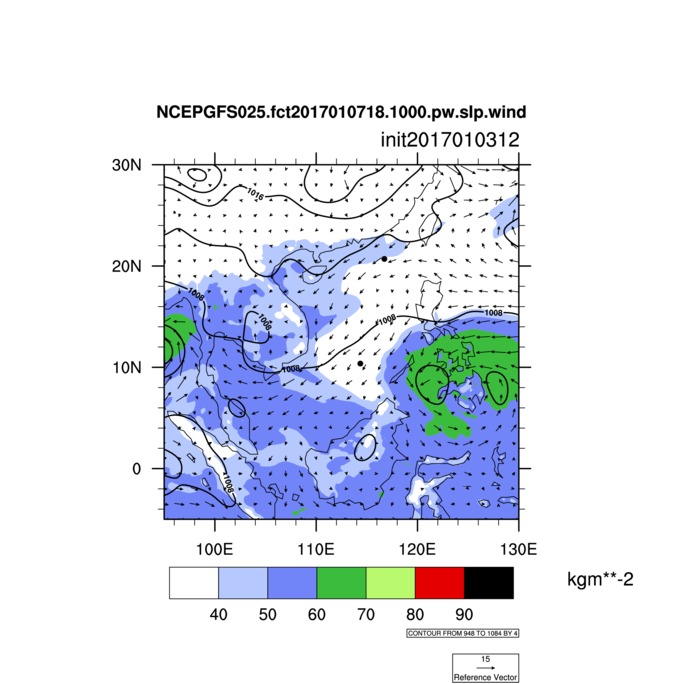 NCEPGFS025.fct2017010718.1000.pw.slp.wind
init2017010312
30N
20N
10N
0
1016
1008
1008
1008
1008
1008
1008
100E
110E
120E
130E
kgm**-2
40
50
60
70
80
90
CONTOUR FROM 948 TO 1084 BY 4
15
Reference Vector